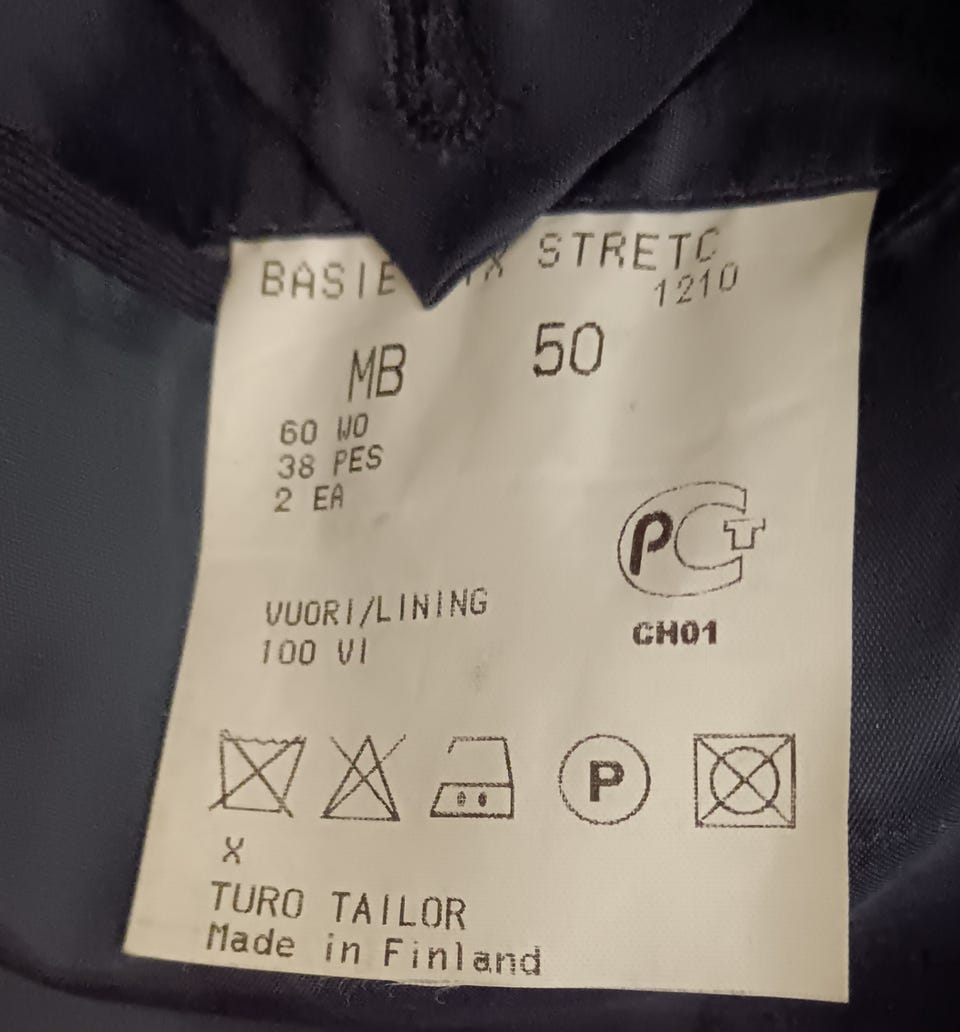 BASIE STRETC
1210
MB 50
60 WO
38 PES
2 EA
РСТ
CH01
VUORI/LINING
100 VI
P
X
TURO TAILOR
Made in Finland